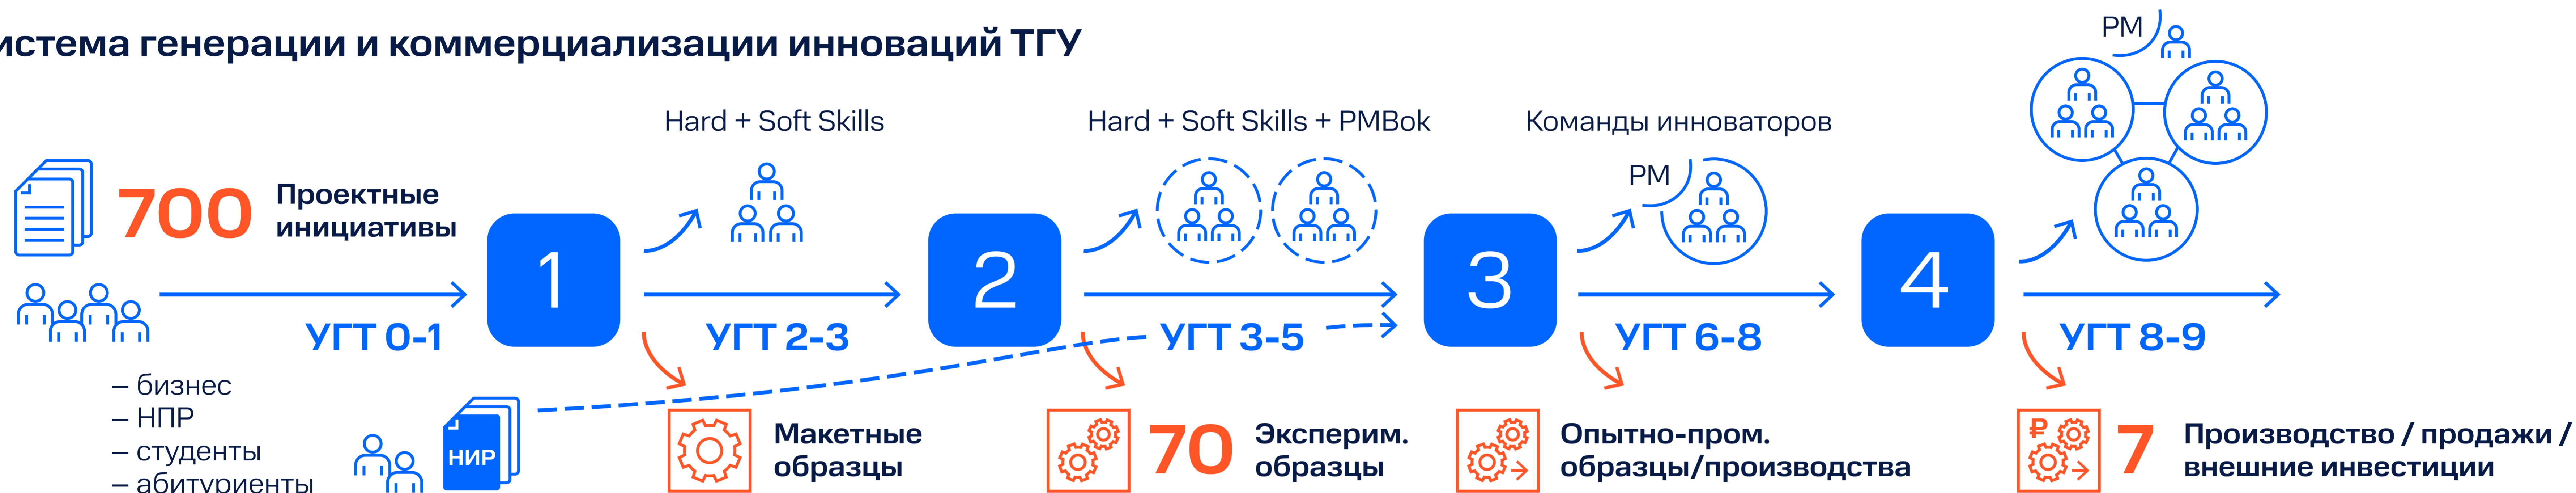 истема генерации и коммерциализации инноваций ТГУ
PM
Hard + Soft Skills
Hard + Soft Skills + PMBok
Команды инноваторов
PM
700
Проектные
инициативы
1
2
3
4
УГТ 0-1
УГТ 2-3
УГТ 3-5
УГТ 6-8
УГТ 8-9
– бизнес
– НПР
– студенты
– абитуриенты
НИР
Макетные
образцы
70
Эксперим.
образцы
Опытно-пром.
образцы/производства
₽
7
Производство / продажи /
внешние инвестиции